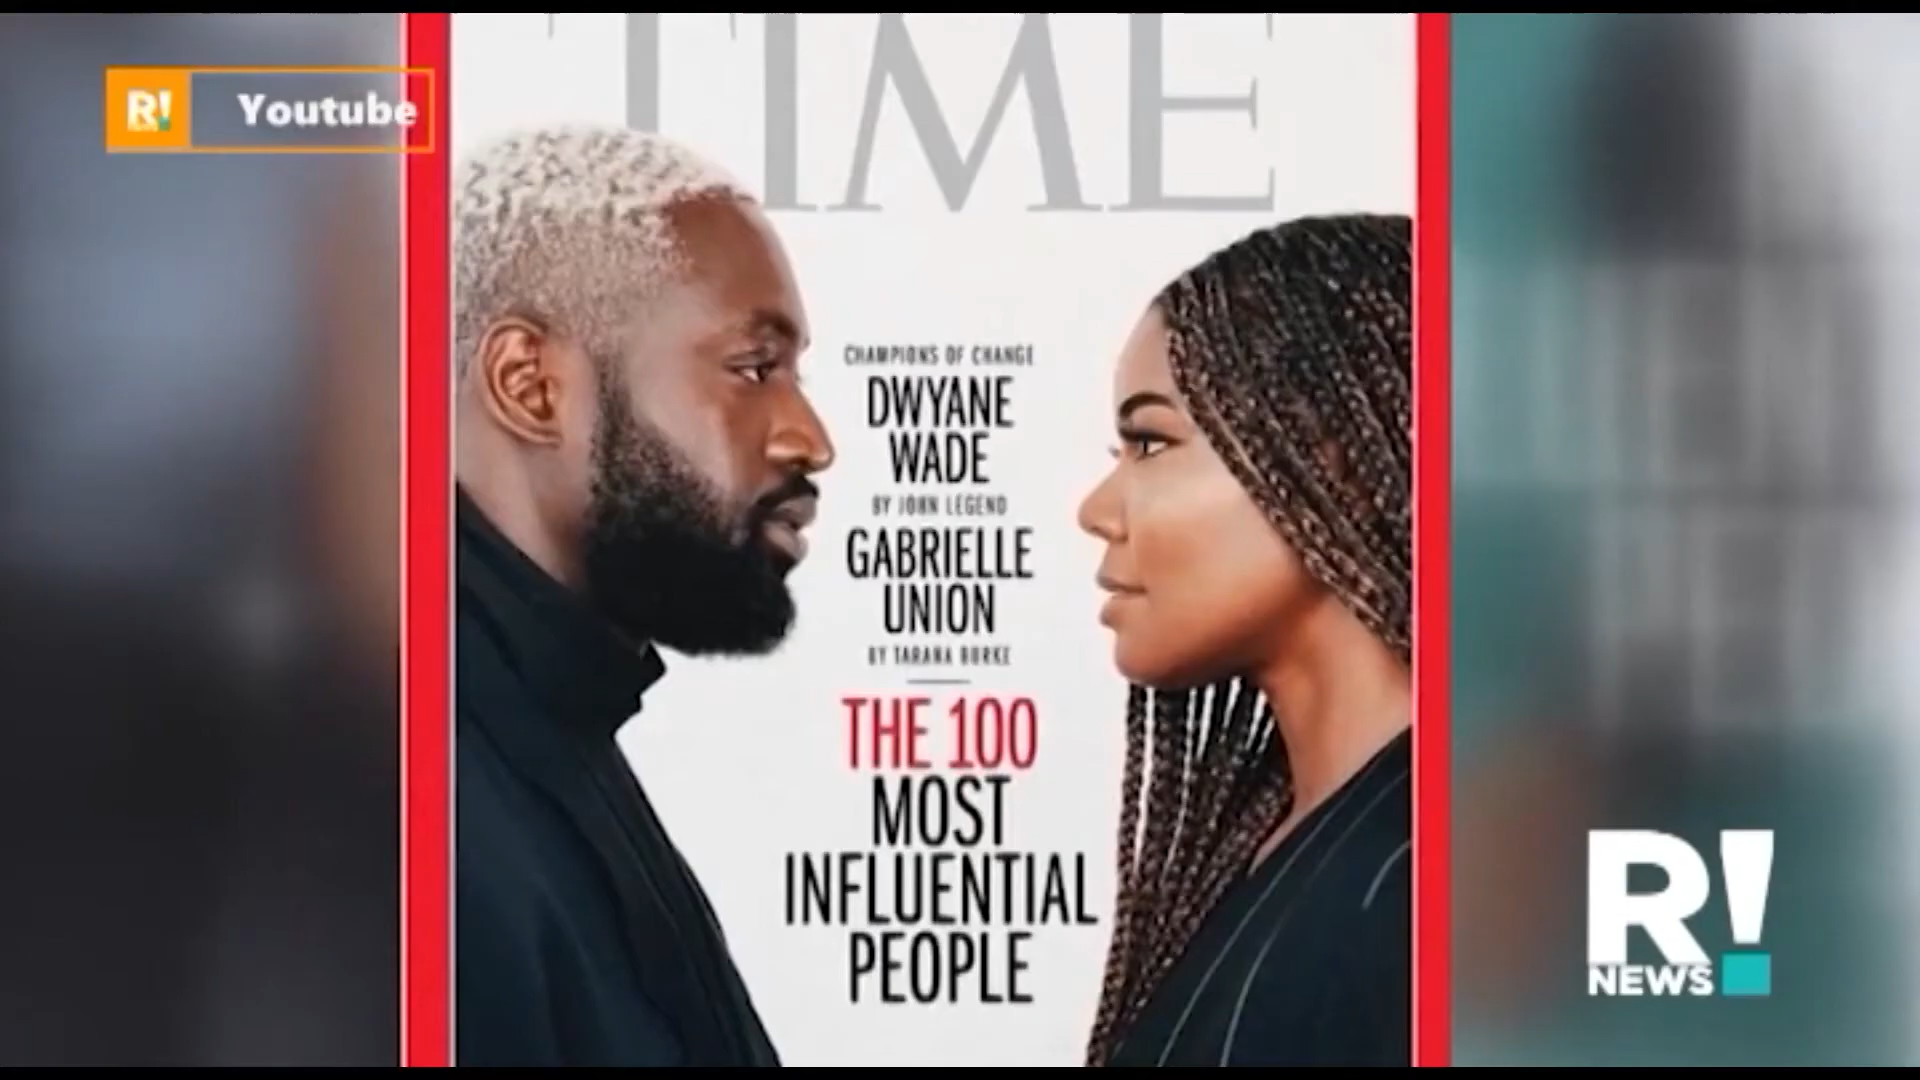 TIME
R! Youtube
CHAMPIONS OF CHANGE
DWYANE
WADE
BY JOHN LEGEND
GABRIELLE
UNION
BY TARANA BURKE
THE 100
MOST
INFLUENTIAL
PEOPLE
R!
NEWS